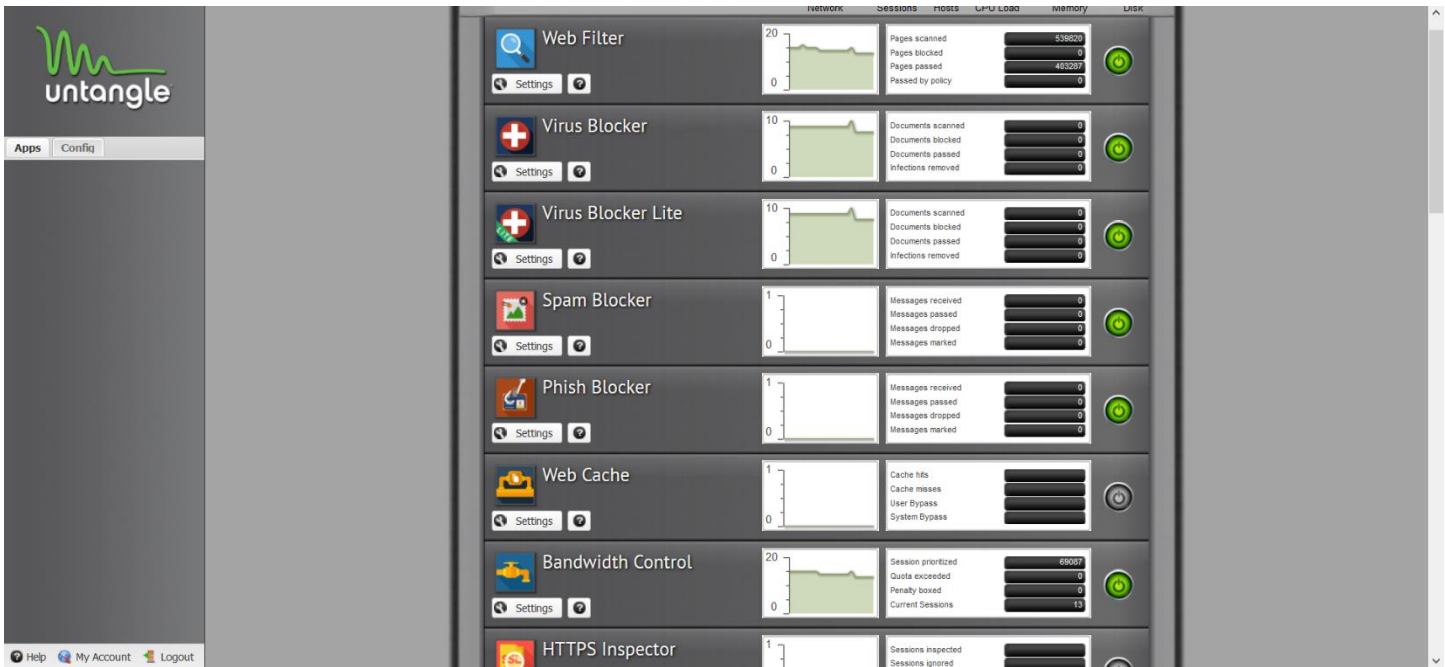 Network Sessions Hosts CPU Load Memory Disk
untangle
Apps Config
Web Filter
Settings
20
0
Pages scanned 539820
Pages blocked 0
Pages passed 403287
Passed by policy 0
Virus Blocker
Settings
10
0
Documents scanned 0
Documents blocked 0
Documents passed 0
Infections removed 0
Virus Blocker Lite
LITE
Settings
10
0
Documents scanned 0
Documents blocked 0
Documents passed 0
Infections removed 0
Spam Blocker
Settings
1
0
Messages received 0
Messages passed 0
Messages dropped 0
Messages marked 0
Phish Blocker
Settings
1
0
Messages received 0
Messages passed 0
Messages dropped 0
Messages marked 0
Web Cache
Settings
1
0
Cache hits
Cache misses
User Bypass
System Bypass
Bandwidth Control
Settings
20
0
Session prioritized 69087
Quota exceeded 0
Penalty boxed 0
Current Sessions 13
HTTPS Inspector
1
Sessions inspected
Sessions ignored
Help My Account Logout